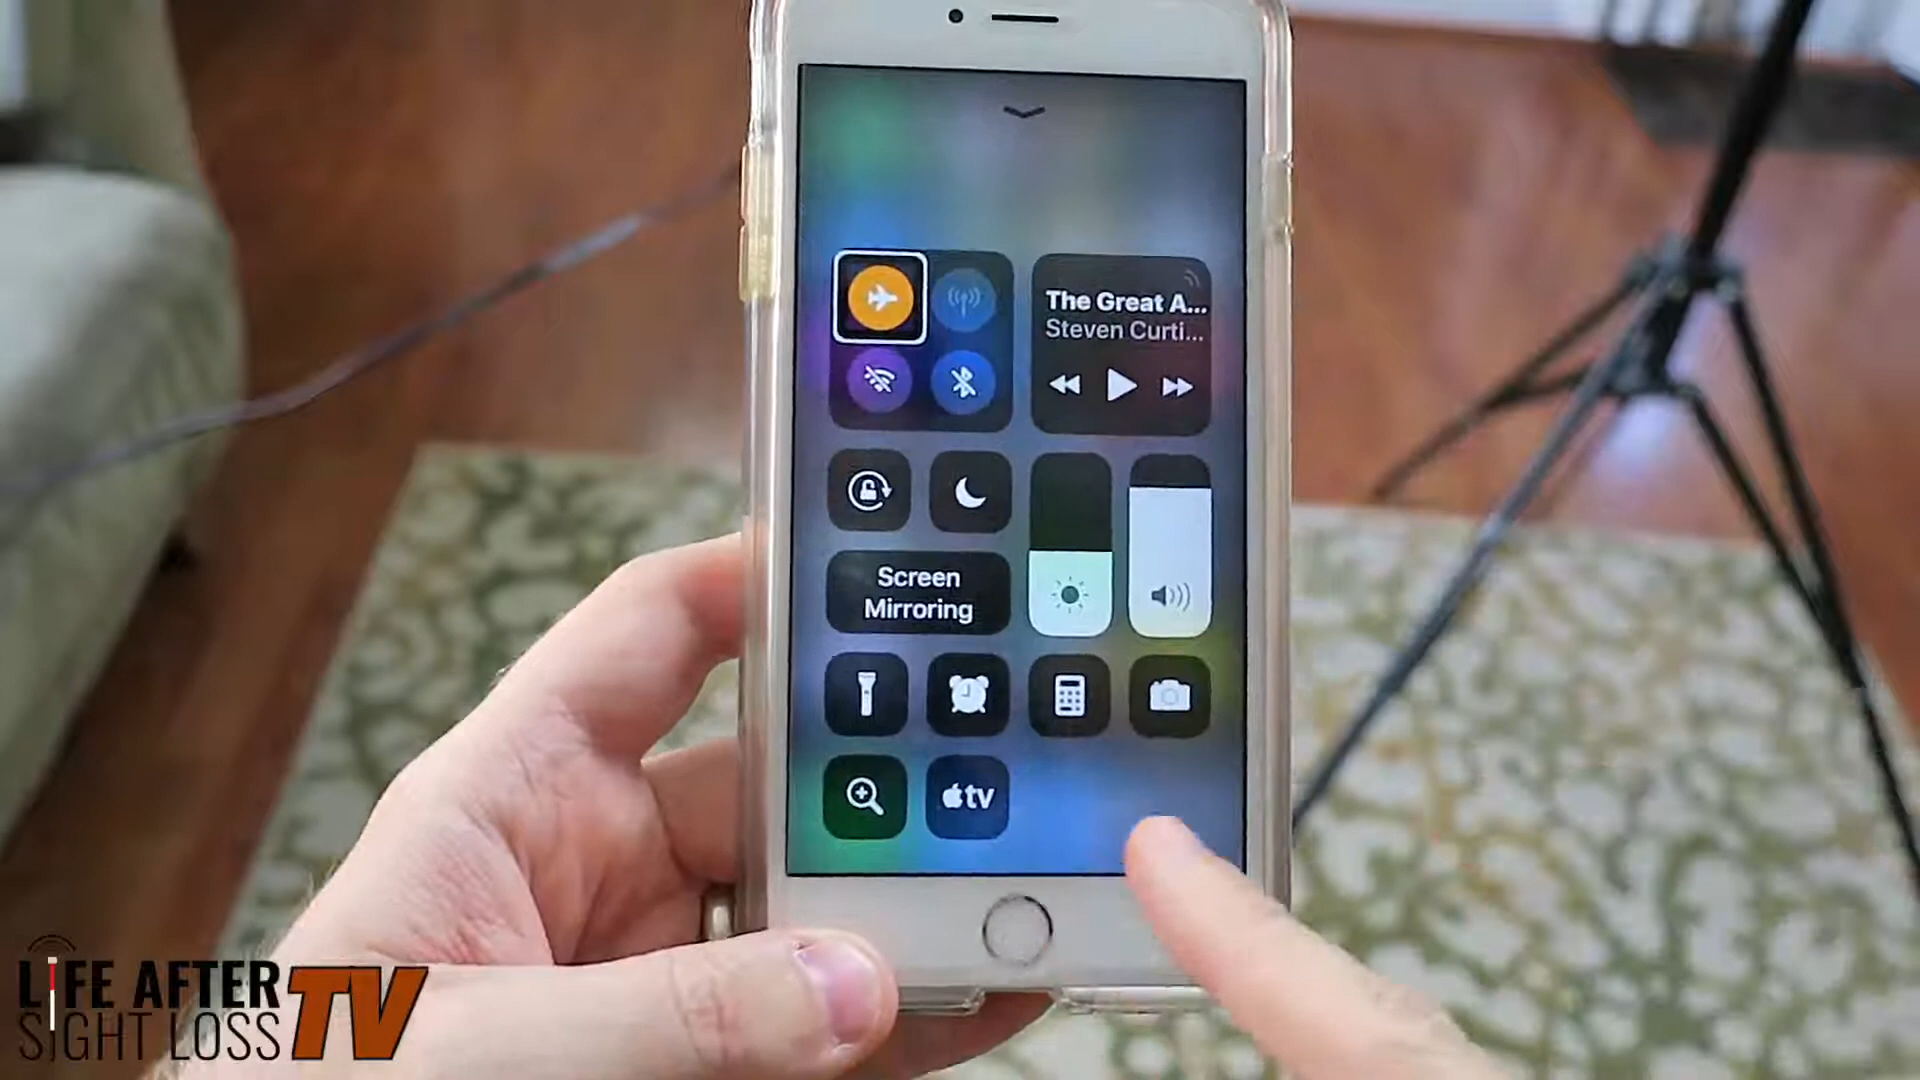 The Great A...
Steven Curti...
Screen
Mirroring
tv
LIFE AFTER
SIGHT LOSS
TV